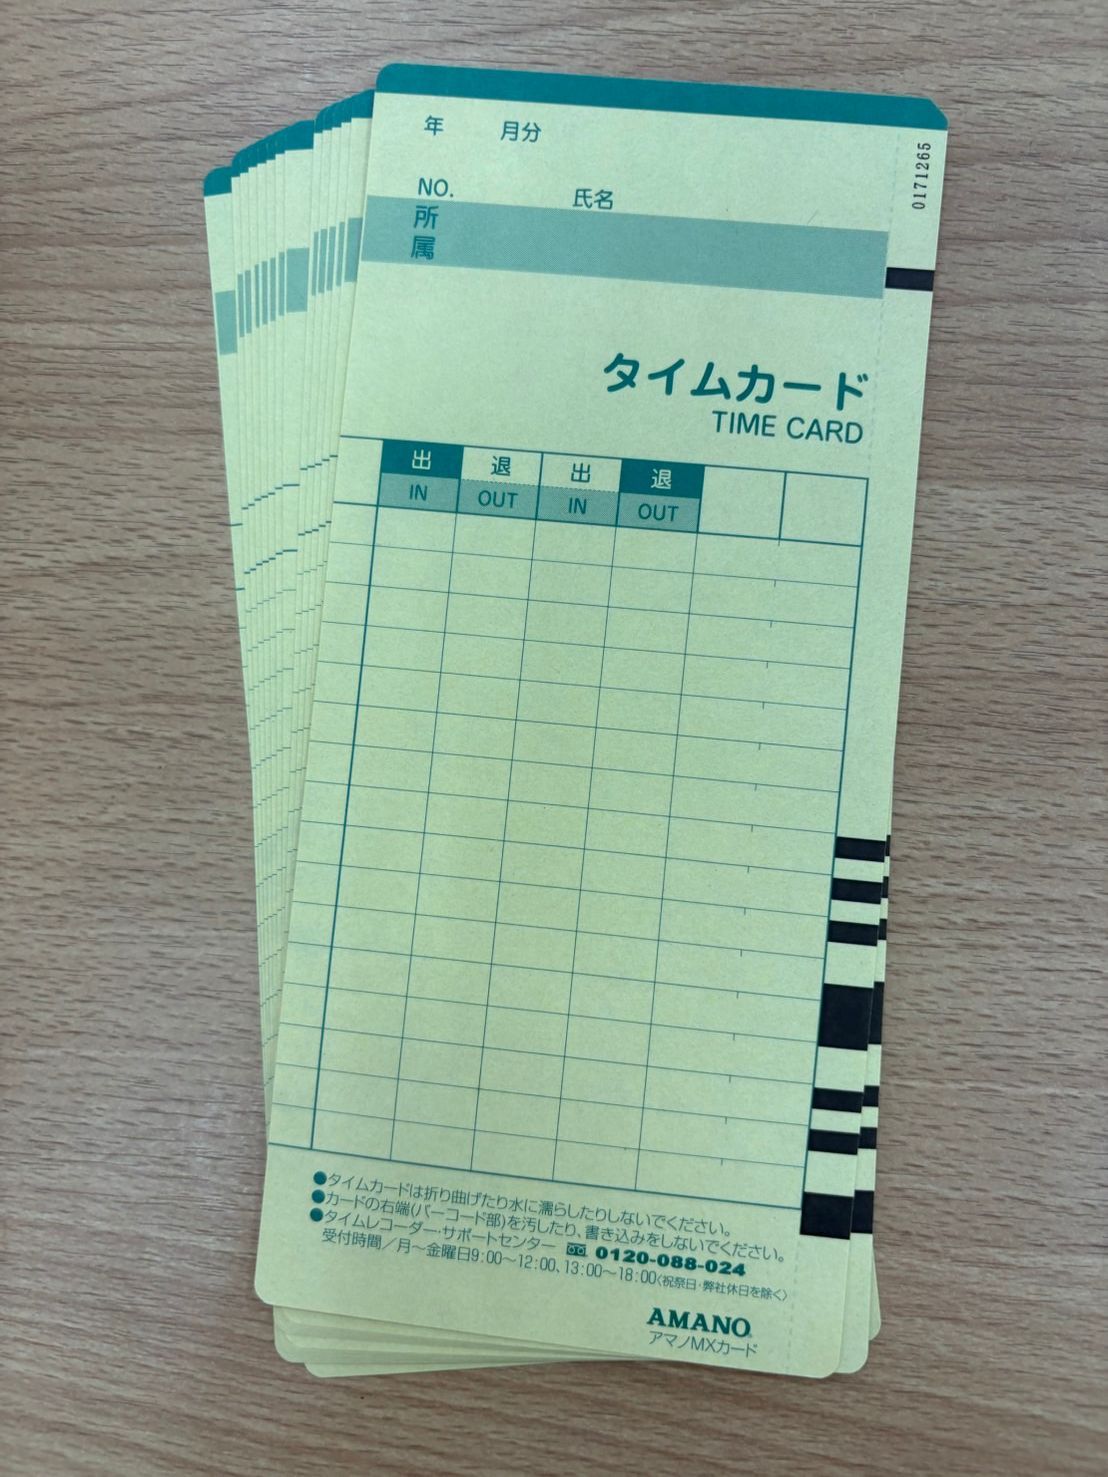 年 月分
0171265
NO. 氏名
所属
タイムカード
TIME CARD
出 退 出 退
IN OUT IN OUT
●タイムカードは折り曲げたり水に濡らしたりしないでください。
●カードの右端(バーコード部)を汚したり、書き込みをしないでください。
●タイムレコーダー・サポートセンター 0120-088-024
受付時間／月〜金曜日9:00〜12:00、13:00〜18:00〈祝祭日・弊社休日を除く〉
AMANO
アマノMXカード